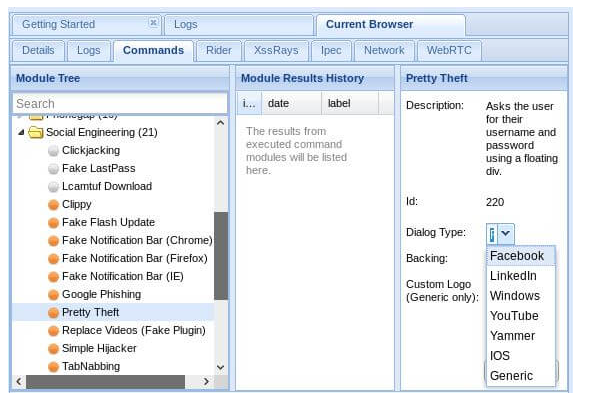 Getting Started
Logs
Current Browser
Details
Logs
Commands
Rider
XssRays
Ipec
Network
WebRTC
Module Tree
Search
Social Engineering (21)
Clickjacking
Fake LastPass
Lcamtuf Download
Clippy
Fake Flash Update
Fake Notification Bar (Chrome)
Fake Notification Bar (Firefox)
Fake Notification Bar (IE)
Google Phishing
Pretty Theft
Replace Videos (Fake Plugin)
Simple Hijacker
TabNabbing
Module Results History
i...
date
label
The results from
executed command
modules will be listed
here.
Pretty Theft
Description:
Asks the user
for their
username and
password
using a floating
div.
Id:
220
Dialog Type:
Backing:
Custom Logo
(Generic only):
Facebook
LinkedIn
Windows
YouTube
Yammer
IOS
Generic